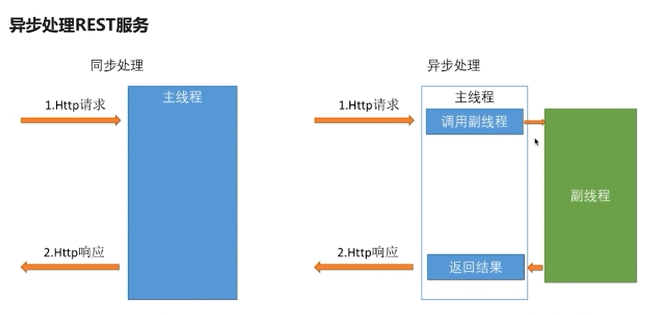 异步处理REST服务
同步处理
主线程
1.Http请求
2.Http响应
异步处理
主线程
1.Http请求
调用副线程
副线程
2.Http响应
返回结果